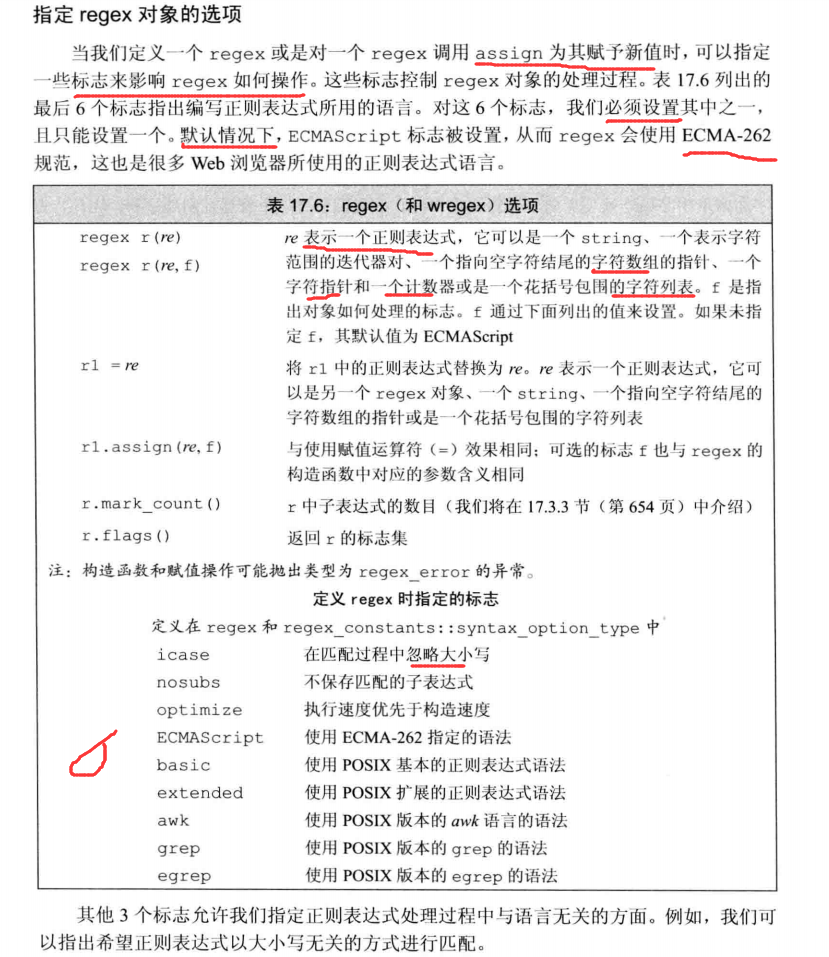 指定 regex 对象的选项
当我们定义一个 regex 或是对一个 regex 调用 assign 为其赋予新值时，可以指定
一些标志来影响 regex 如何操作。这些标志控制 regex 对象的处理过程。表 17.6 列出的
最后 6 个标志指出编写正则表达式所用的语言。对这 6 个标志，我们必须设置其中之一，
且只能设置一个。默认情况下，ECMAScript 标志被设置，从而 regex 会使用 ECMA-262
规范，这也是很多 Web 浏览器所使用的正则表达式语言。
表 17.6：regex（和 wregex）选项
regex r(re) re 表示一个正则表达式，它可以是一个 string、一个表示字符
regex r(re, f) 范围的迭代器对、一个指向空字符结尾的字符数组的指针、一个
字符指针和一个计数器或是一个花括号包围的字符列表。f 是指
出对象如何处理的标志。f 通过下面列出的值来设置。如果未指
定 f，其默认值为 ECMAScript
r1 = re 将 r1 中的正则表达式替换为 re。re 表示一个正则表达式，它可
以是另一个 regex 对象、一个 string、一个指向空字符结尾的
字符数组的指针或是一个花括号包围的字符列表
r1.assign(re, f) 与使用赋值运算符（=）效果相同；可选的标志 f 也与 regex 的
构造函数中对应的参数含义相同
r.mark_count() r 中子表达式的数目（我们将在 17.3.3 节（第 654 页）中介绍）
r.flags() 返回 r 的标志集
注：构造函数和赋值操作可能抛出类型为 regex_error 的异常。
定义 regex 时指定的标志
定义在 regex 和 regex_constants::syntax_option_type 中
icase 在匹配过程中忽略大小写
nosubs 不保存匹配的子表达式
optimize 执行速度优先于构造速度
ECMAScript 使用 ECMA-262 指定的语法
basic 使用 POSIX 基本的正则表达式语法
extended 使用 POSIX 扩展的正则表达式语法
awk 使用 POSIX 版本的 awk 语言的语法
grep 使用 POSIX 版本的 grep 的语法
egrep 使用 POSIX 版本的 egrep 的语法
其他 3 个标志允许我们指定正则表达式处理过程中与语言无关的方面。例如，我们可
以指出希望正则表达式以大小写无关的方式进行匹配。